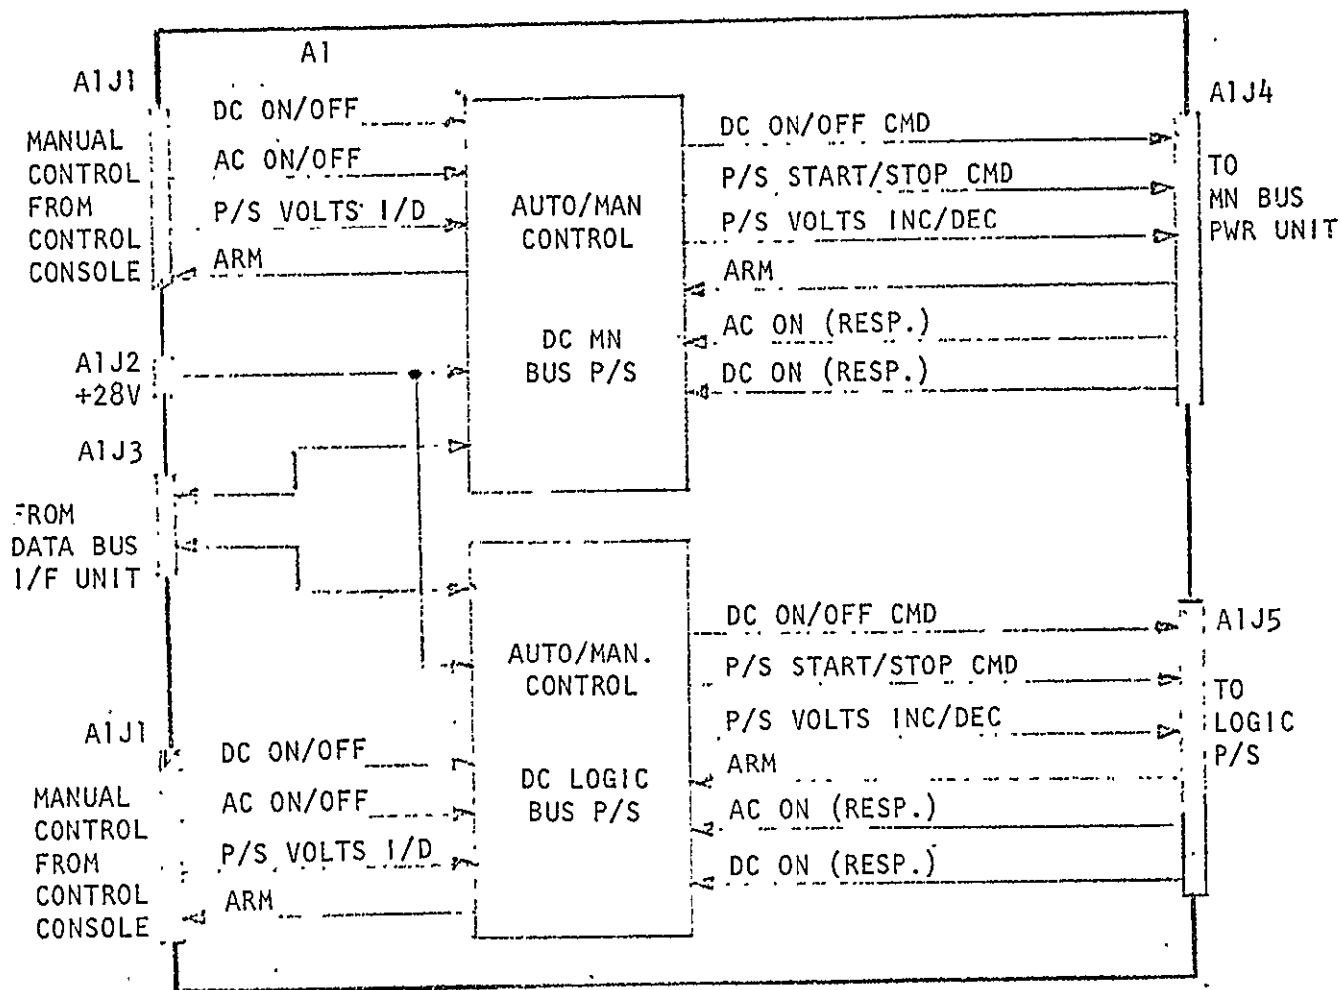 A1
A1J1
MANUAL
CONTROL
FROM
CONTROL
CONSOLE
DC ON/OFF
AC ON/OFF
P/S VOLTS I/D
ARM
AUTO/MAN
CONTROL
DC MN
BUS P/S
DC ON/OFF CMD
P/S START/STOP CMD
P/S VOLTS INC/DEC
ARM
AC ON (RESP.)
DC ON (RESP.)
A1J4
TO
MN BUS
PWR UNIT
A1J2
+28V
A1J3
FROM
DATA BUS
I/F UNIT
A1J1
MANUAL
CONTROL
FROM
CONTROL
CONSOLE
DC ON/OFF
AC ON/OFF
P/S VOLTS I/D
ARM
AUTO/MAN.
CONTROL
DC LOGIC
BUS P/S
DC ON/OFF CMD
P/S START/STOP CMD
P/S VOLTS INC/DEC
ARM
AC ON (RESP.)
DC ON (RESP.)
A1J5
TO
LOGIC
P/S